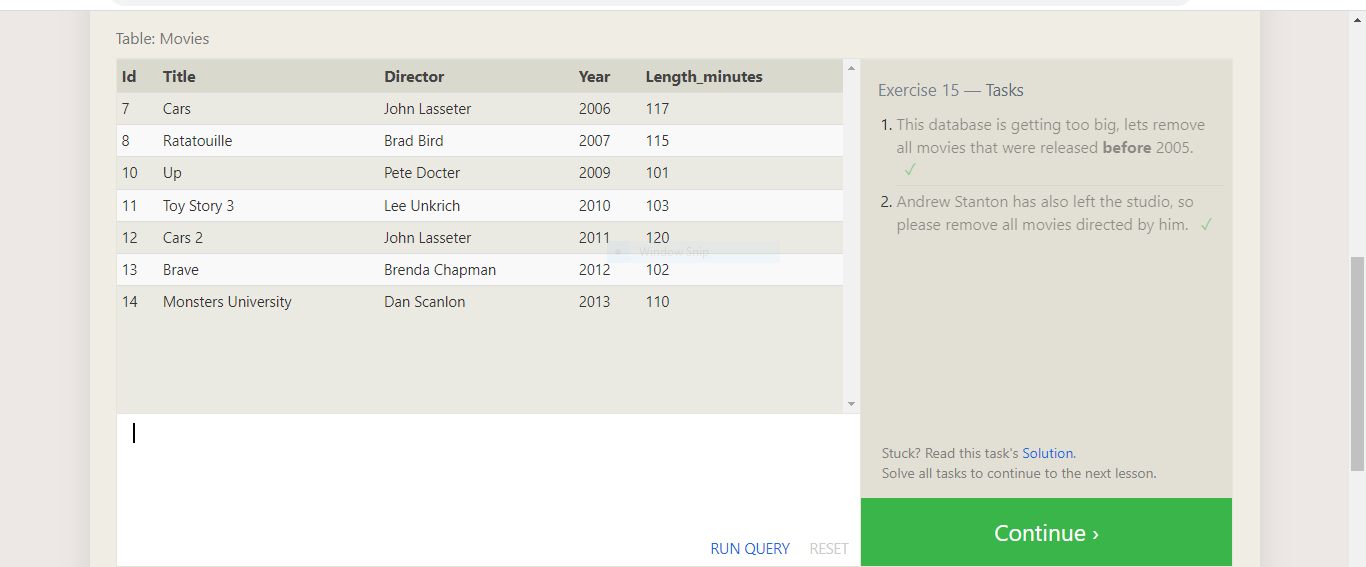 Table: Movies
Id Title Director Year Length_minutes
7 Cars John Lasseter 2006 117
8 Ratatouille Brad Bird 2007 115
10 Up Pete Docter 2009 101
11 Toy Story 3 Lee Unkrich 2010 103
12 Cars 2 John Lasseter 2011 120
Window Snip
13 Brave Brenda Chapman 2012 102
14 Monsters University Dan Scanlon 2013 110
RUN QUERY RESET
Exercise 15 — Tasks
1. This database is getting too big, lets remove
all movies that were released before 2005.
✓
2. Andrew Stanton has also left the studio, so
please remove all movies directed by him. ✓
Stuck? Read this task's Solution.
Solve all tasks to continue to the next lesson.
Continue ›